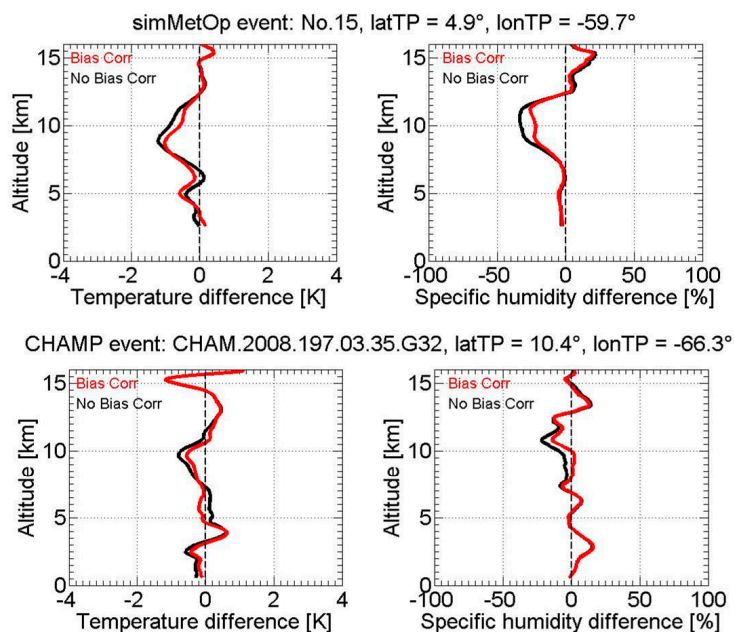 simMetOp event: No.15, latTP = 4.9°, lonTP = -59.7°
Bias Corr
No Bias Corr
Altitude [km]
15
10
5
0
-4 -2 0 2 4
Temperature difference [K]
Bias Corr
No Bias Corr
Altitude [km]
15
10
5
0
-100 -50 0 50 100
Specific humidity difference [%]
CHAMP event: CHAM.2008.197.03.35.G32, latTP = 10.4°, lonTP = -66.3°
Bias Corr
No Bias Corr
Altitude [km]
15
10
5
0
-4 -2 0 2 4
Temperature difference [K]
Bias Corr
No Bias Corr
Altitude [km]
15
10
5
0
-100 -50 0 50 100
Specific humidity difference [%]